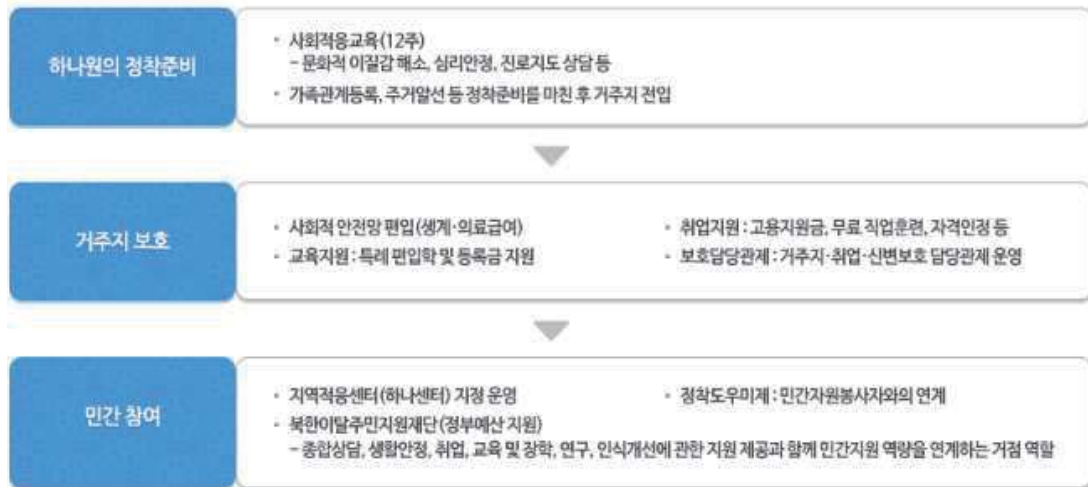 하나원의 정착준비
• 사회적응교육(12주)
- 문화적 이질감 해소, 심리안정, 진로지도 상담 등
• 가족관계등록, 주거알선 등 정착준비를 마친 후 거주지 전입
거주지 보호
• 사회적 안전망 편입(생계·의료급여)
• 교육지원 : 특례 편입학 및 등록금 지원
• 취업지원 : 고용지원금, 무료 직업훈련, 자격인정 등
• 보호담당관제 : 거주지·취업·신변보호 담당관제 운영
민간 참여
• 지역적응센터(하나센터) 지정 운영
• 정착도우미제 : 민간자원봉사자와의 연계
• 북한이탈주민지원재단(정부예산 지원)
- 종합상담, 생활안정, 취업, 교육 및 장학, 연구, 인식개선에 관한 지원 제공과 함께 민간지원 역량을 연계하는 거점 역할